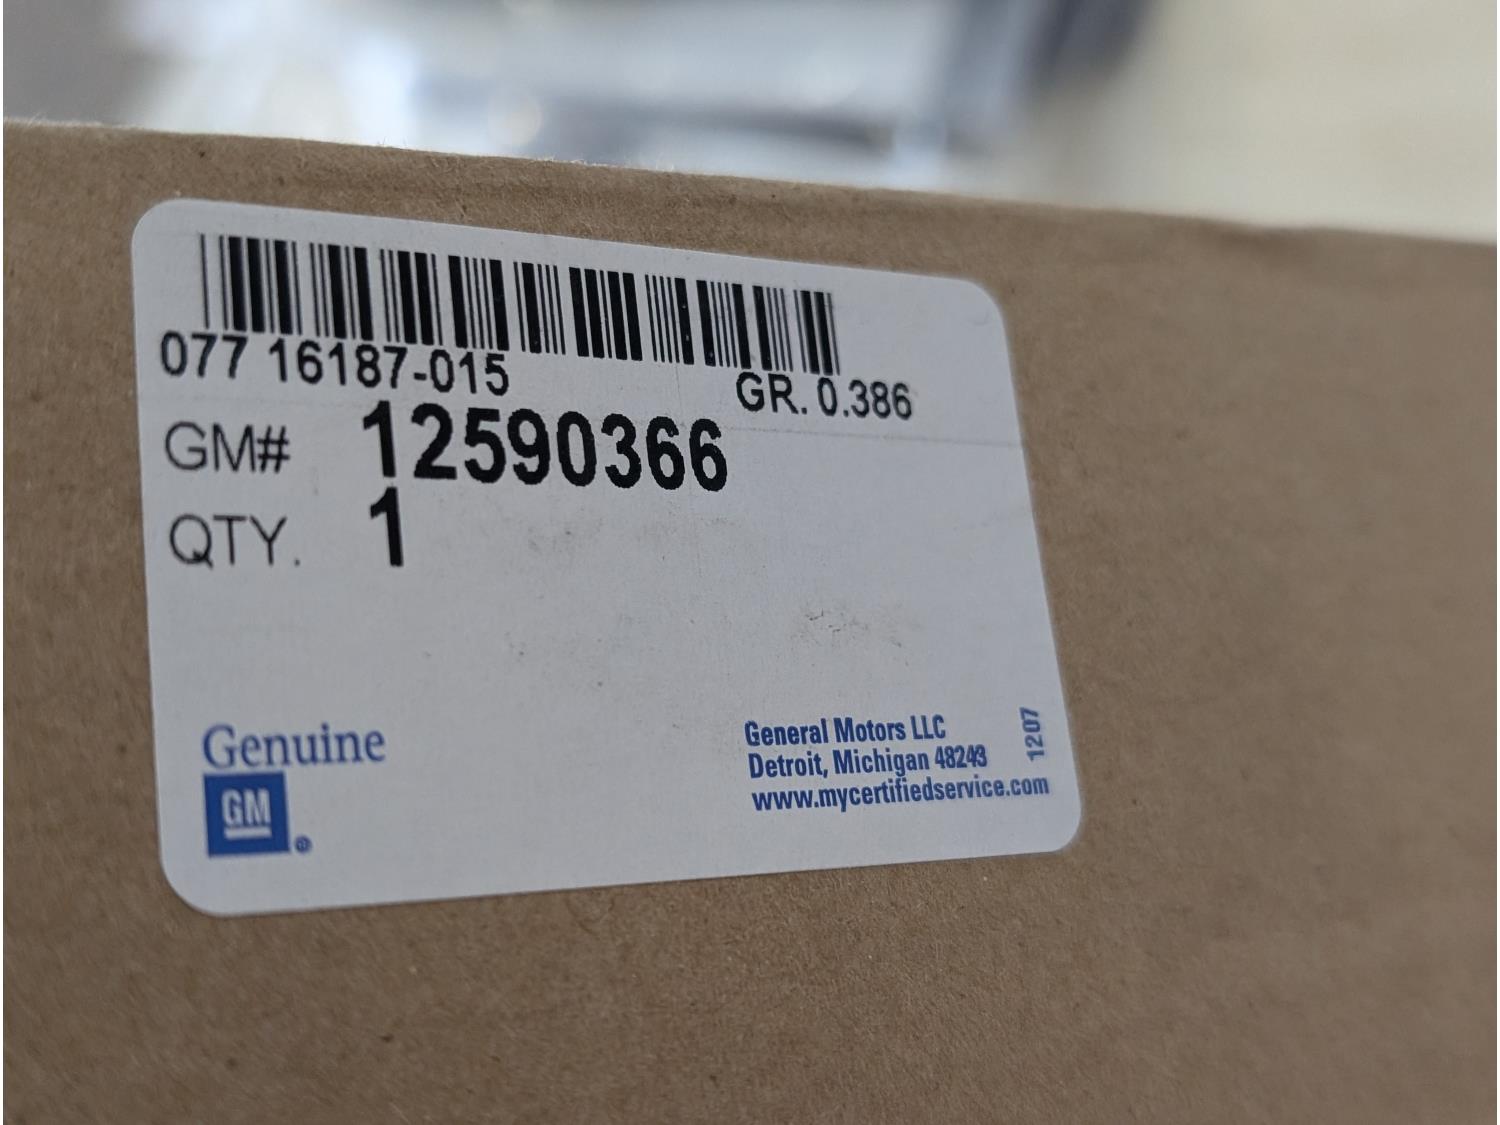 077 16187-015
GR. 0.386
GM# 12590366
QTY. 1
Genuine
GM
General Motors LLC
Detroit, Michigan 48243
www.mycertifiedservice.com
1207